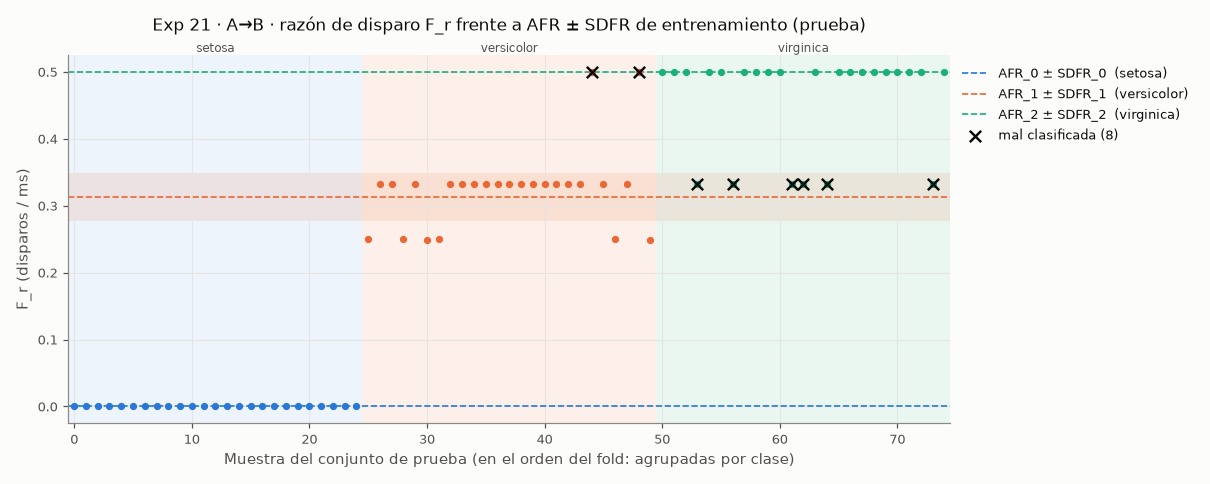 Exp 21 · A→B · razón de disparo F_r frente a AFR ± SDFR de entrenamiento (prueba)
setosa
versicolor
virginica
0.5
0.4
0.3
0.2
0.1
0.0
F_r (disparos / ms)
0
10
20
30
40
50
60
70
Muestra del conjunto de prueba (en el orden del fold: agrupadas por clase)
AFR_0 ± SDFR_0 (setosa)
AFR_1 ± SDFR_1 (versicolor)
AFR_2 ± SDFR_2 (virginica)
mal clasificada (8)